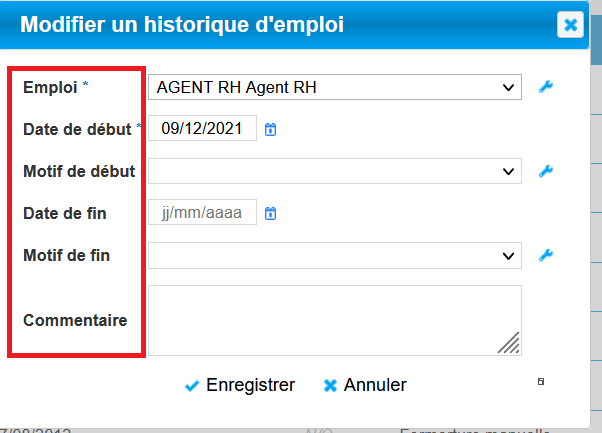 Modifier un historique d'emploi
Emploi * AGENT RH Agent RH
Date de début * 09/12/2021
Motif de début
Date de fin jj/mm/aaaa
Motif de fin
Commentaire
Enregistrer Annuler